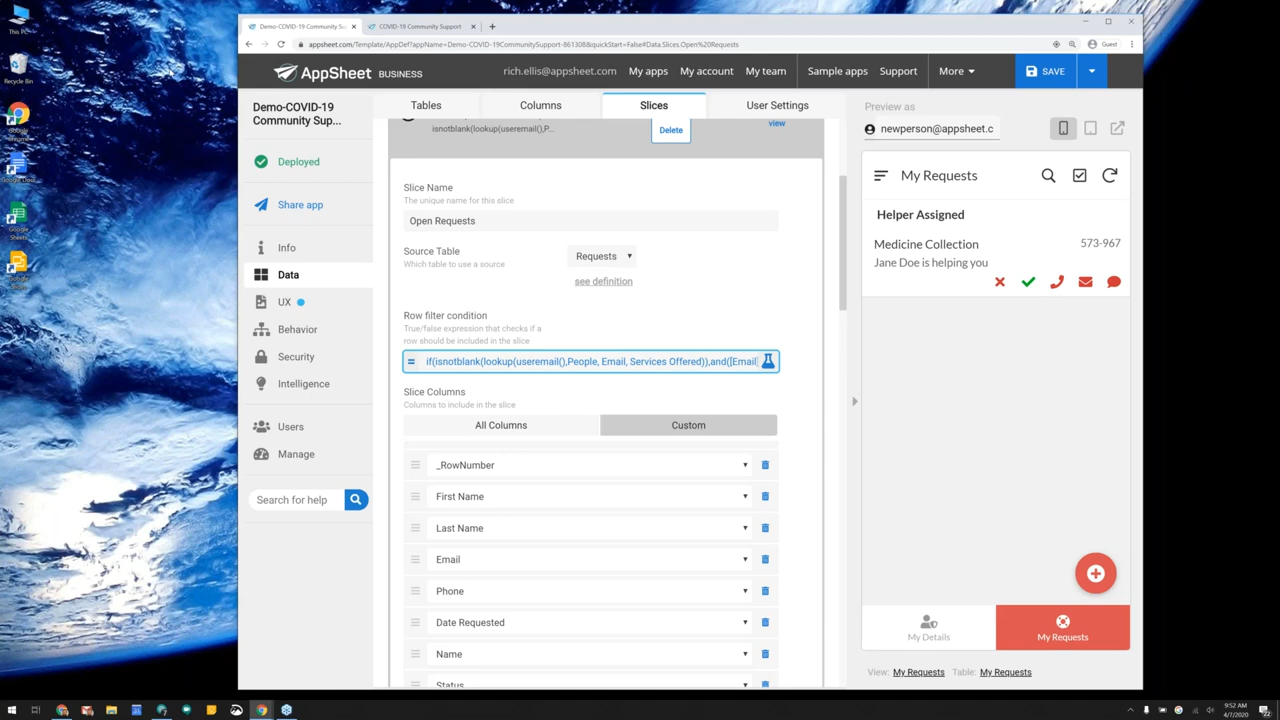 This PC
Recycle Bin
Google Chrome
Google Docs
Google Sheets
Demo-COVID-19 Community Su
COVID-19 Community Support
appsheet.com/Template/AppDef?appName=Demo-COVID-19CommunitySupport-861308&quickStart=False#Data.Slices.Open%20Requests
Guest
AppSheet BUSINESS
rich.ellis@appsheet.com
My apps
My account
My team
Sample apps
Support
More
SAVE
Demo-COVID-19
Community Sup...
Deployed
Share app
Info
Data
UX
Behavior
Security
Intelligence
Users
Manage
Search for help
Tables
Columns
Slices
User Settings
isnotblank(lookup(useremail(),P...
Delete
view
Slice Name
The unique name for this slice
Open Requests
Source Table
Which table to use a source
Requests
see definition
Row filter condition
True/false expression that checks if a
row should be included in the slice
= if(isnotblank(lookup(useremail(),People, Email, Services Offered)),and([Email]
Slice Columns
Columns to include in the slice
All Columns
Custom
_RowNumber
First Name
Last Name
Email
Phone
Date Requested
Name
Status
Preview as
newperson@appsheet.c
My Requests
Helper Assigned
Medicine Collection
573-967
Jane Doe is helping you
My Details
My Requests
View: My Requests
Table: My Requests
9:52 AM
4/7/2020